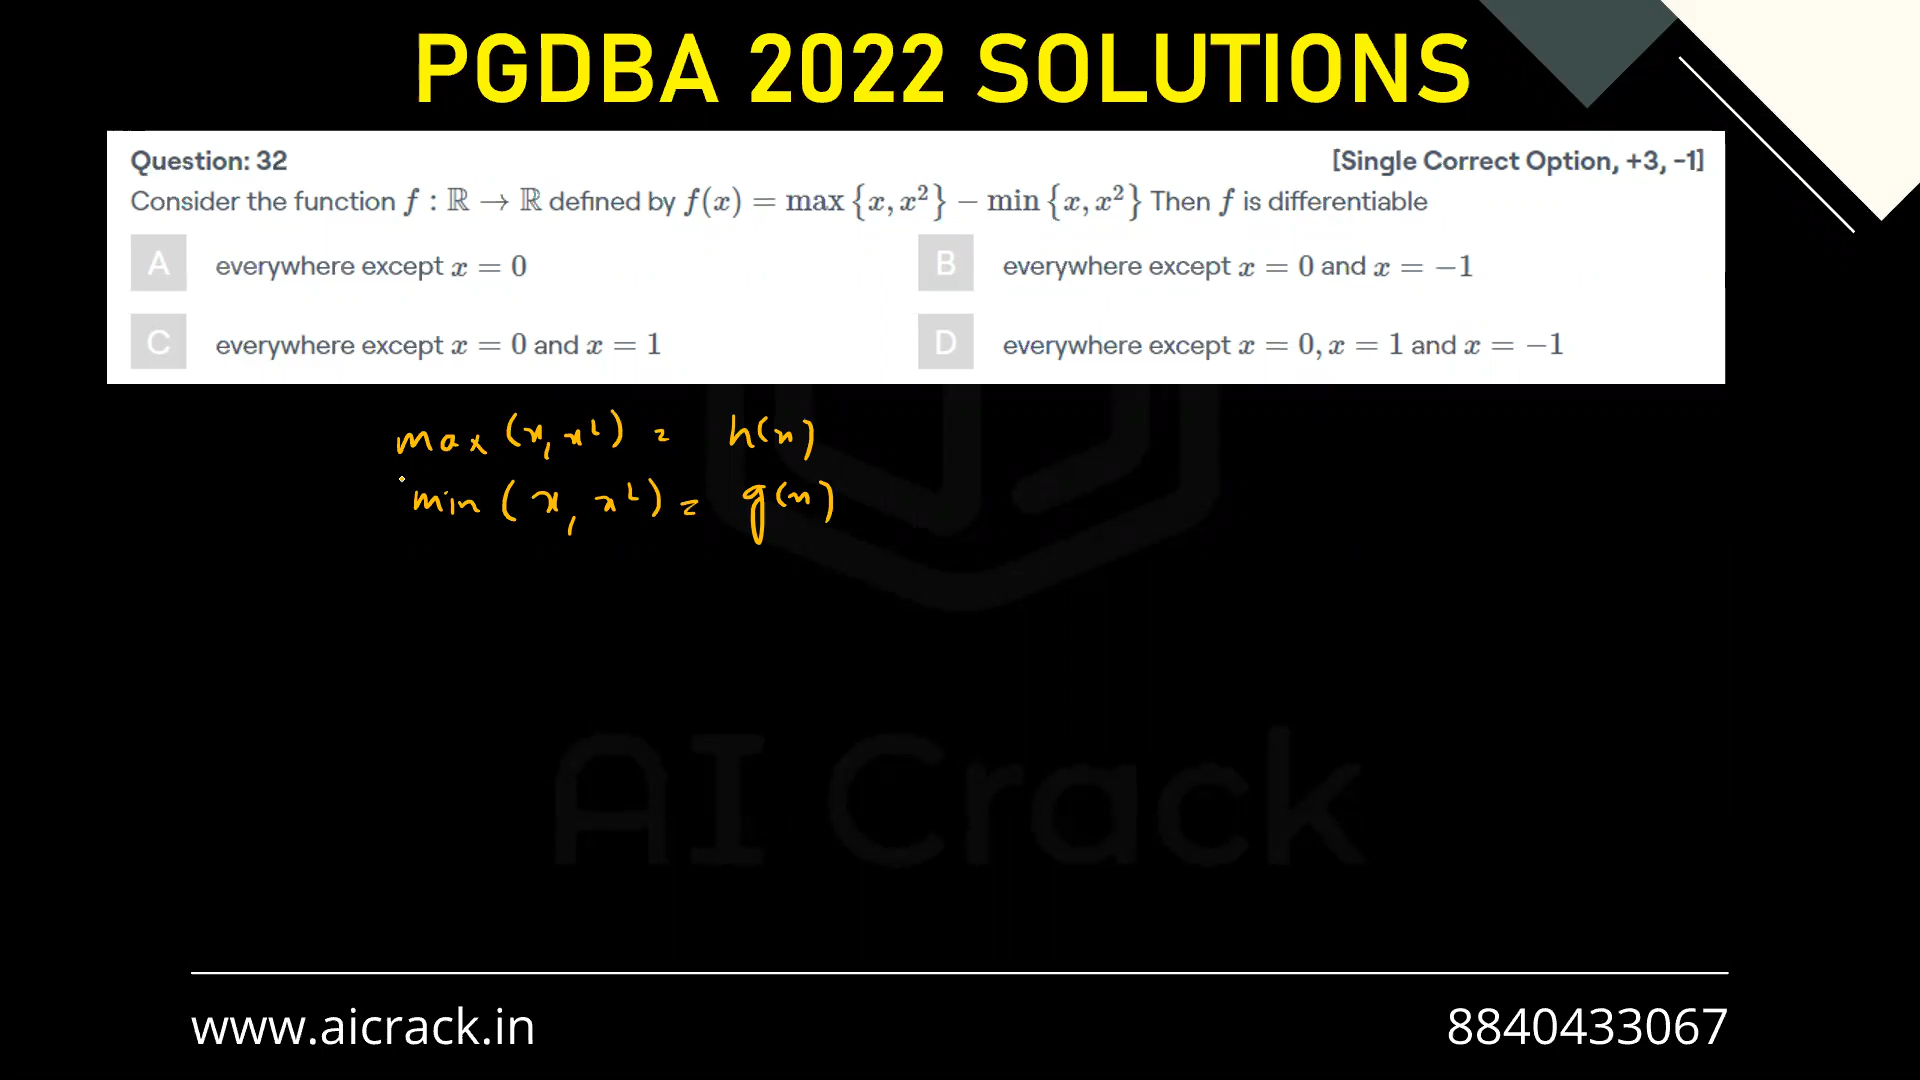 PGDBA 2022 SOLUTIONS
Question: 32 [Single Correct Option, +3, -1]
Consider the function f : ℝ → ℝ defined by f(x) = max {x, x²} − min {x, x²} Then f is differentiable
A everywhere except x = 0
B everywhere except x = 0 and x = −1
C everywhere except x = 0 and x = 1
D everywhere except x = 0, x = 1 and x = −1
max (x, x²) = h(x)
min (x, x²) = g(x)
AI Crack
www.aicrack.in 8840433067